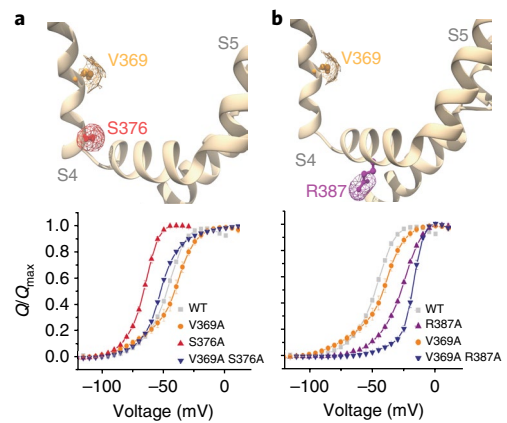 a
V369
S5
S376
S4
Q/Qmax
1.0
0.8
0.6
0.4
0.2
0.0
WT
V369A
S376A
V369A S376A
−100
−50
0
Voltage (mV)
b
S5
V369
S4
R387
WT
R387A
V369A
V369A R387A
−100
−50
0
Voltage (mV)